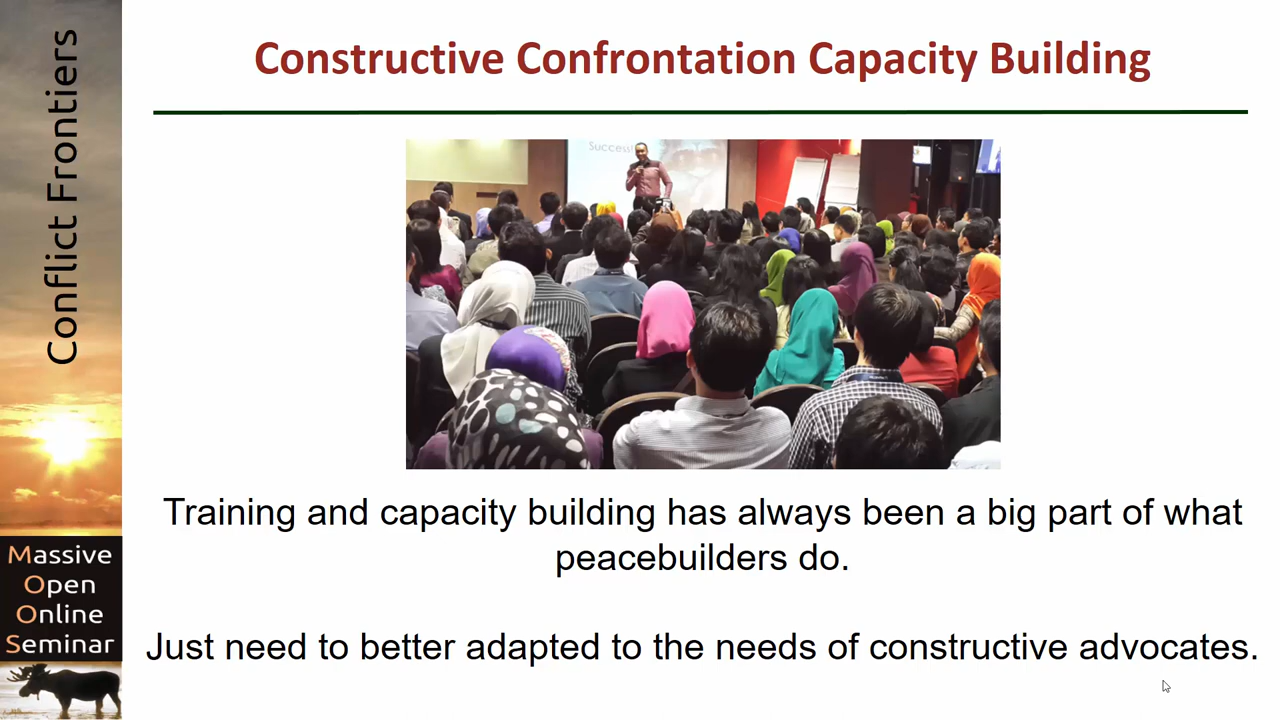 Conflict Frontiers
Massive
Open
Online
Seminar
Constructive Confrontation Capacity Building
Success
Training and capacity building has always been a big part of what
peacebuilders do.
Just need to better adapted to the needs of constructive advocates.